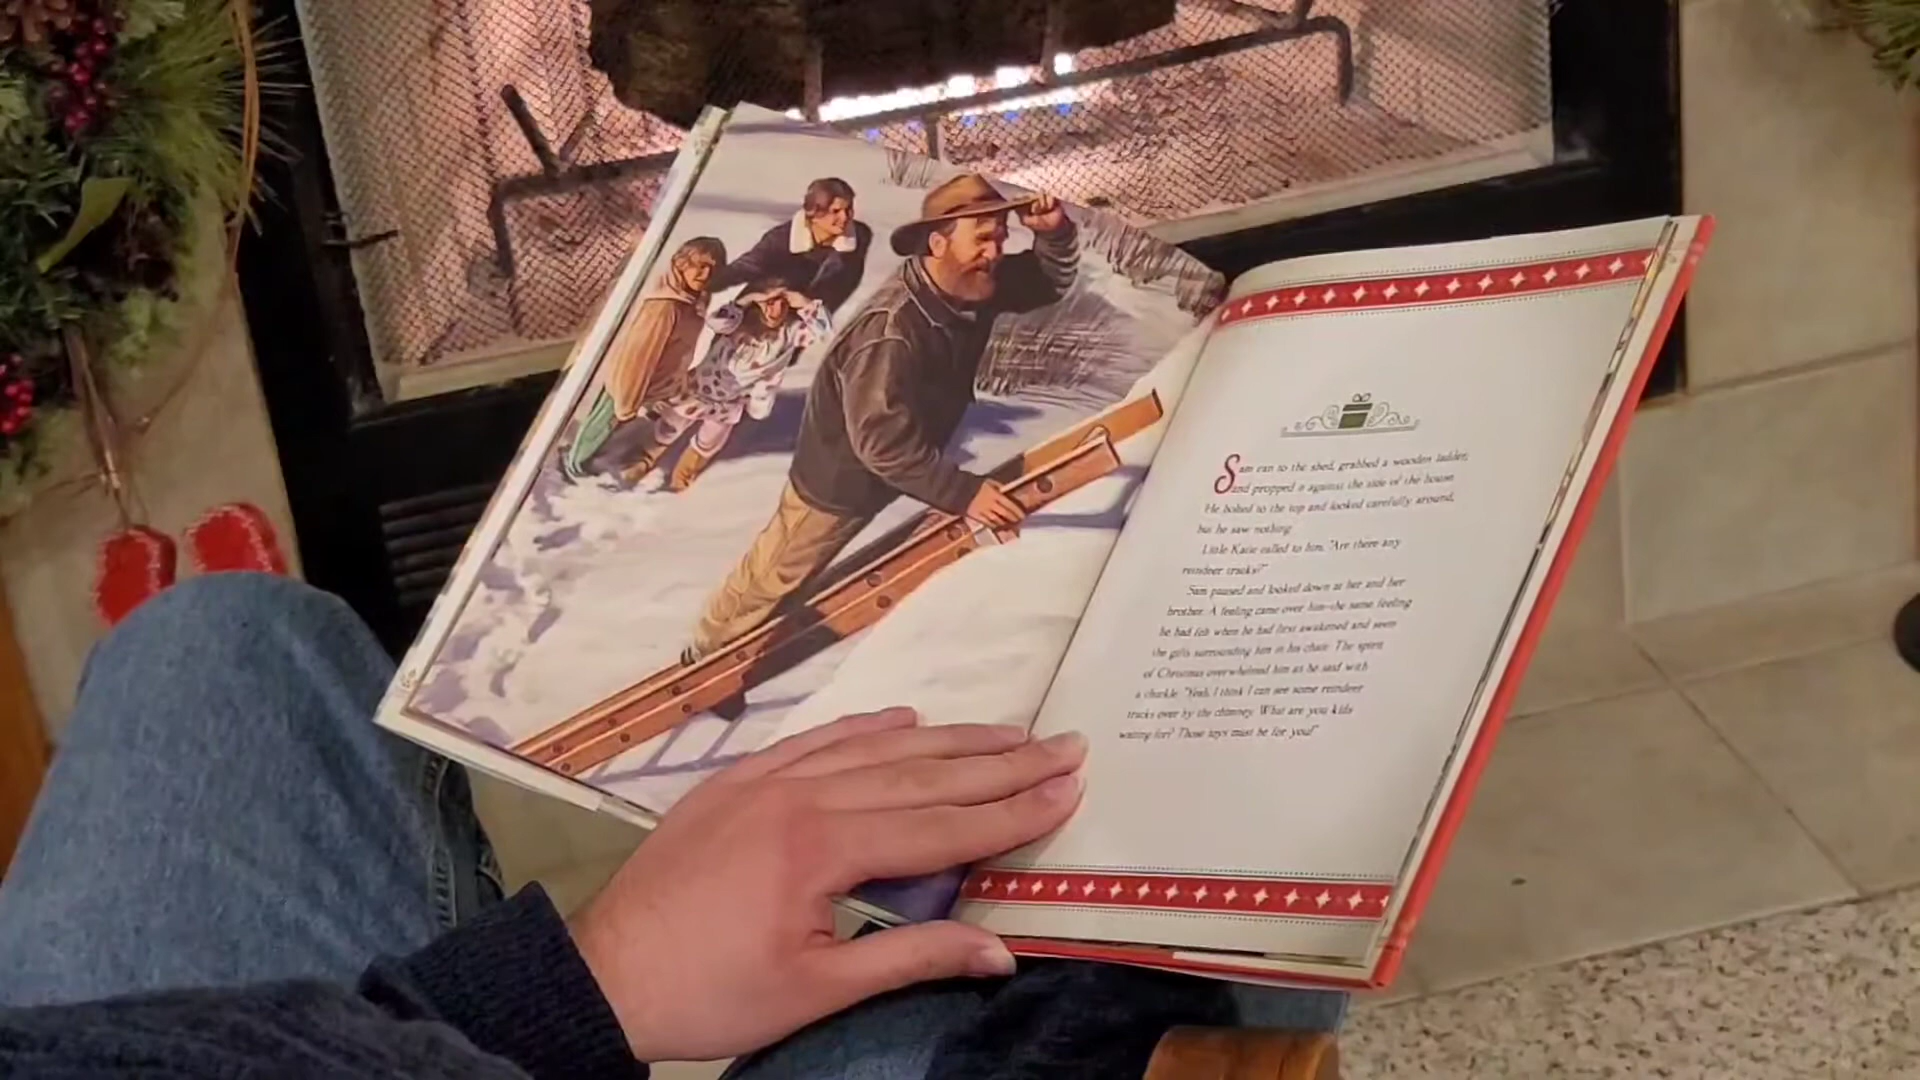 Sam ran to the shed, grabbed a wooden ladder,
and propped it against the side of the house.
He bolted to the top and looked carefully around,
but he saw nothing.
Little Katie called to him, "Are there any
reindeer tracks?"
Sam paused and looked down at her and her
brother. A feeling came over him—the same feeling
he had felt when he had first awakened and seen
the gifts surrounding him in his chair. The spirit
of Christmas overwhelmed him as he said with
a chuckle, "Yeah, I think I can see some reindeer
tracks over by the chimney. What are you kids
waiting for? Those toys must be for you!"